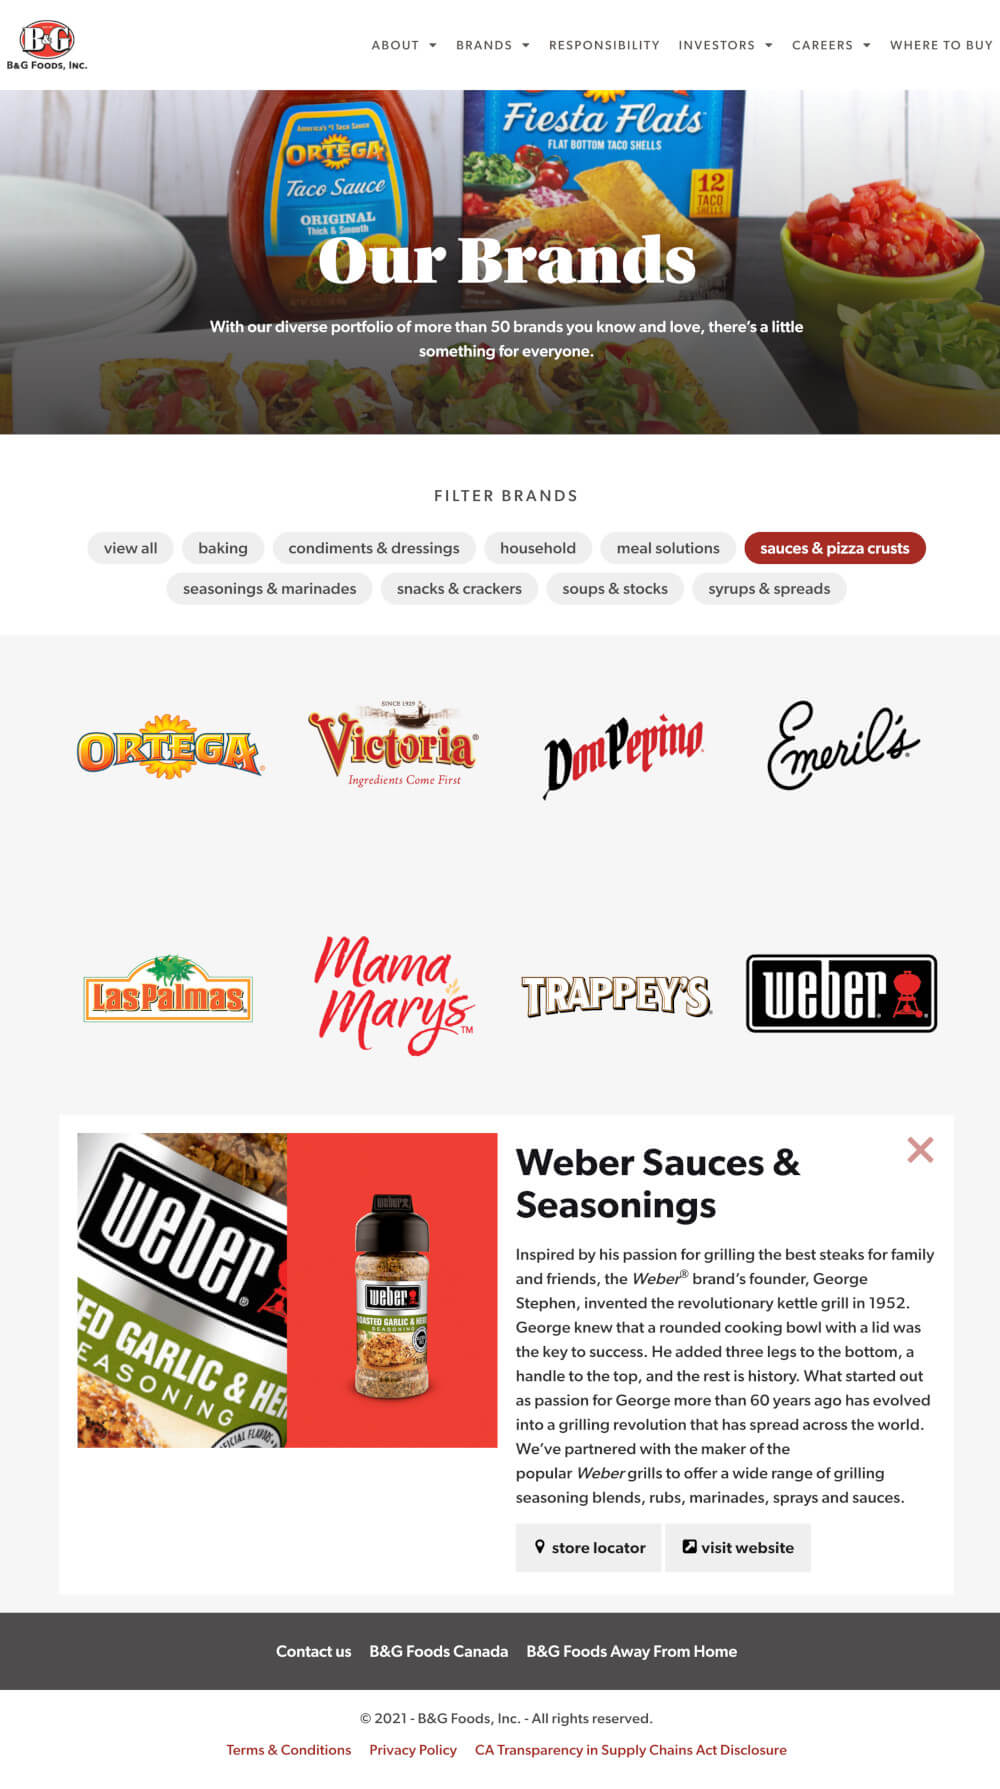 B&G
B&G FOODS, INC.
ABOUT BRANDS RESPONSIBILITY INVESTORS CAREERS WHERE TO BUY
America's #1 Taco Sauce
ORTEGA
Taco Sauce
ORIGINAL
Thick & Smooth
Fiesta Flats
FLAT BOTTOM TACO SHELLS
12
TACO
SHELLS
Our Brands
With our diverse portfolio of more than 50 brands you know and love, there's a little
something for everyone.
FILTER BRANDS
view all baking condiments & dressings household meal solutions sauces & pizza crusts
seasonings & marinades snacks & crackers soups & stocks syrups & spreads
ORTEGA®
SINCE 1929
Victoria®
Ingredients Come First
Don Pepino
Emeril's
Las Palmas
Mama
Mary's™
TRAPPEY'S
weber
weber
ED GARLIC & HE
EASONING
weber
weber
ROASTED GARLIC & HERB
SEASONING
Weber Sauces &
Seasonings
Inspired by his passion for grilling the best steaks for family
and friends, the Weber® brand's founder, George
Stephen, invented the revolutionary kettle grill in 1952.
George knew that a rounded cooking bowl with a lid was
the key to success. He added three legs to the bottom, a
handle to the top, and the rest is history. What started out
as passion for George more than 60 years ago has evolved
into a grilling revolution that has spread across the world.
We've partnered with the maker of the
popular Weber grills to offer a wide range of grilling
seasoning blends, rubs, marinades, sprays and sauces.
store locator visit website
Contact us B&G Foods Canada B&G Foods Away From Home
© 2021 - B&G Foods, Inc. - All rights reserved.
Terms & Conditions Privacy Policy CA Transparency in Supply Chains Act Disclosure